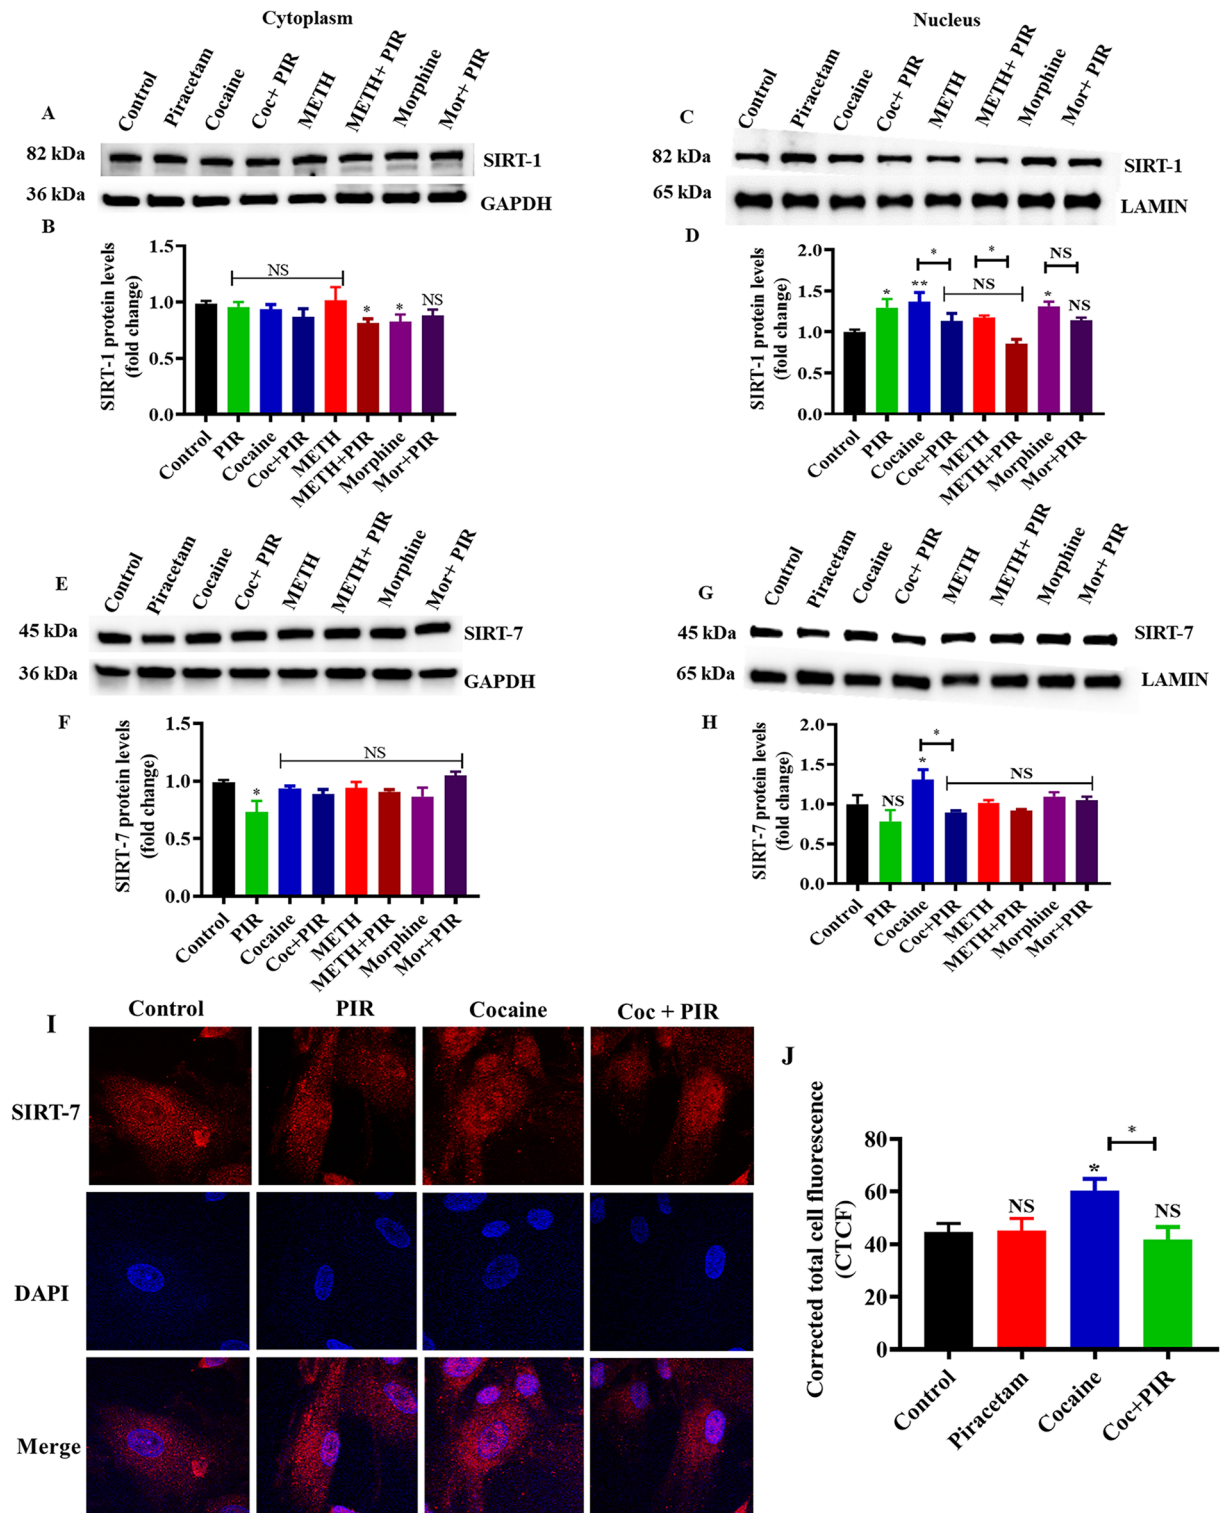 Cytoplasm
Control
Piracetam
Cocaine
Coc+ PIR
METH
METH+ PIR
Morphine
Mor+ PIR
A
82 kDa
SIRT-1
36 kDa
GAPDH
B
SIRT-1 protein levels
(fold change)
1.5
1.0
0.5
0.0
NS
*
*
NS
Control
PIR
Cocaine
Coc+PIR
METH
METH+PIR
Morphine
Mor+PIR
Nucleus
Control
Piracetam
Cocaine
Coc+ PIR
METH
METH+ PIR
Morphine
Mor+ PIR
C
82 kDa
SIRT-1
65 kDa
LAMIN
D
SIRT-1 protein levels
(fold change)
2.0
1.5
1.0
0.5
0.0
*
**
*
NS
*
NS
*
NS
Control
PIR
Cocaine
Coc+PIR
METH
METH+PIR
Morphine
Mor+PIR
Control
Piracetam
Cocaine
Coc+ PIR
METH
METH+ PIR
Morphine
Mor+ PIR
E
45 kDa
SIRT-7
36 kDa
GAPDH
F
SIRT-7 protein levels
(fold change)
1.5
1.0
0.5
0.0
*
NS
Control
PIR
Cocaine
Coc+PIR
METH
METH+PIR
Morphine
Mor+PIR
Control
Piracetam
Cocaine
Coc+ PIR
METH
METH+ PIR
Morphine
Mor+ PIR
G
45 kDa
SIRT-7
65 kDa
LAMIN
H
SIRT-7 protein levels
(fold change)
2.0
1.5
1.0
0.5
0.0
NS
*
*
NS
Control
PIR
Cocaine
Coc+PIR
METH
METH+PIR
Morphine
Mor+PIR
I
Control
PIR
Cocaine
Coc + PIR
SIRT-7
DAPI
Merge
J
Corrected total cell fluorescence
(CTCF)
80
60
40
20
0
NS
*
*
NS
Control
Piracetam
Cocaine
Coc+PIR